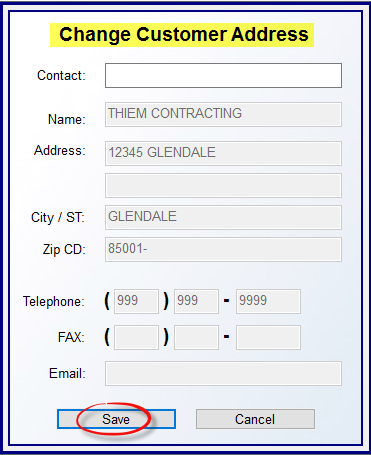 Change Customer Address
Contact:
Name: THIEM CONTRACTING
Address: 12345 GLENDALE
City / ST: GLENDALE
Zip CD: 85001-
Telephone: ( 999 ) 999 - 9999
FAX: ( ) -
Email:
Save Cancel